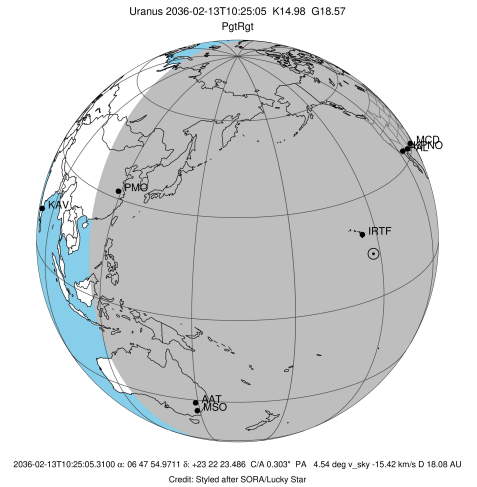 Uranus 2036-02-13T10:25:05  K14.98  G18.57
PgtRgt
MCD
PMO
KAV
IRTF
AAT
MSO
2036-02-13T10:25:05.3100 α: 06 47 54.9711 δ: +23 22 23.486  C/A 0.303"  PA   4.54 deg v_sky -15.42 km/s D 18.08 AU
Credit: Styled after SORA/Lucky Star